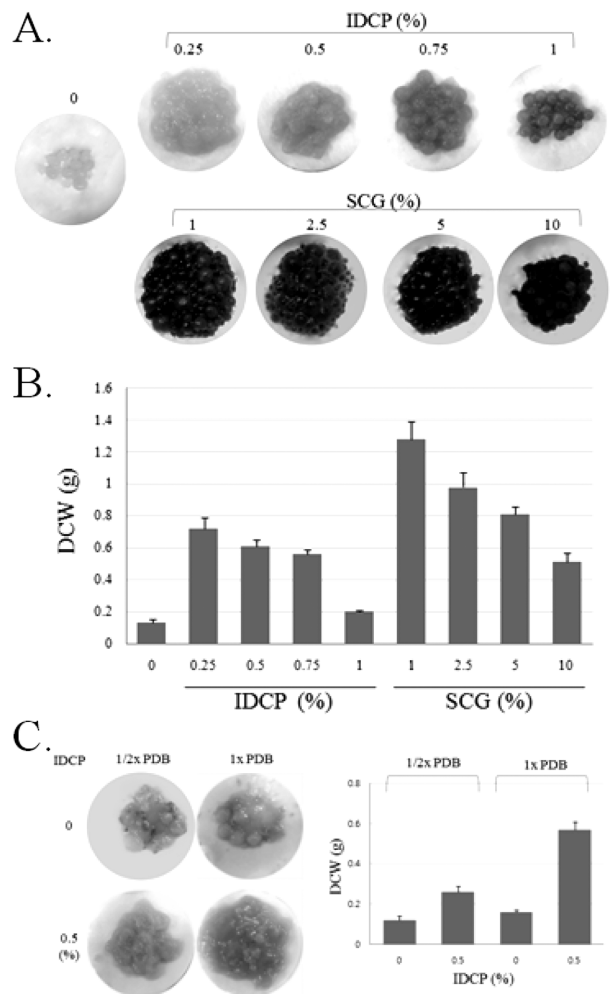 A.
IDCP (%)
0.25 0.5 0.75 1
0
SCG (%)
1 2.5 5 10
B.
DCW (g)
1.6
1.4
1.2
1
0.8
0.6
0.4
0.2
0
0 0.25 0.5 0.75 1 1 2.5 5 10
IDCP (%) SCG (%)
C.
IDCP 1/2x PDB 1x PDB
0
0.5
(%)
1/2x PDB 1x PDB
DCW (g)
0.8
0.6
0.4
0.2
0
0 0.5 0 0.5
IDCP (%)